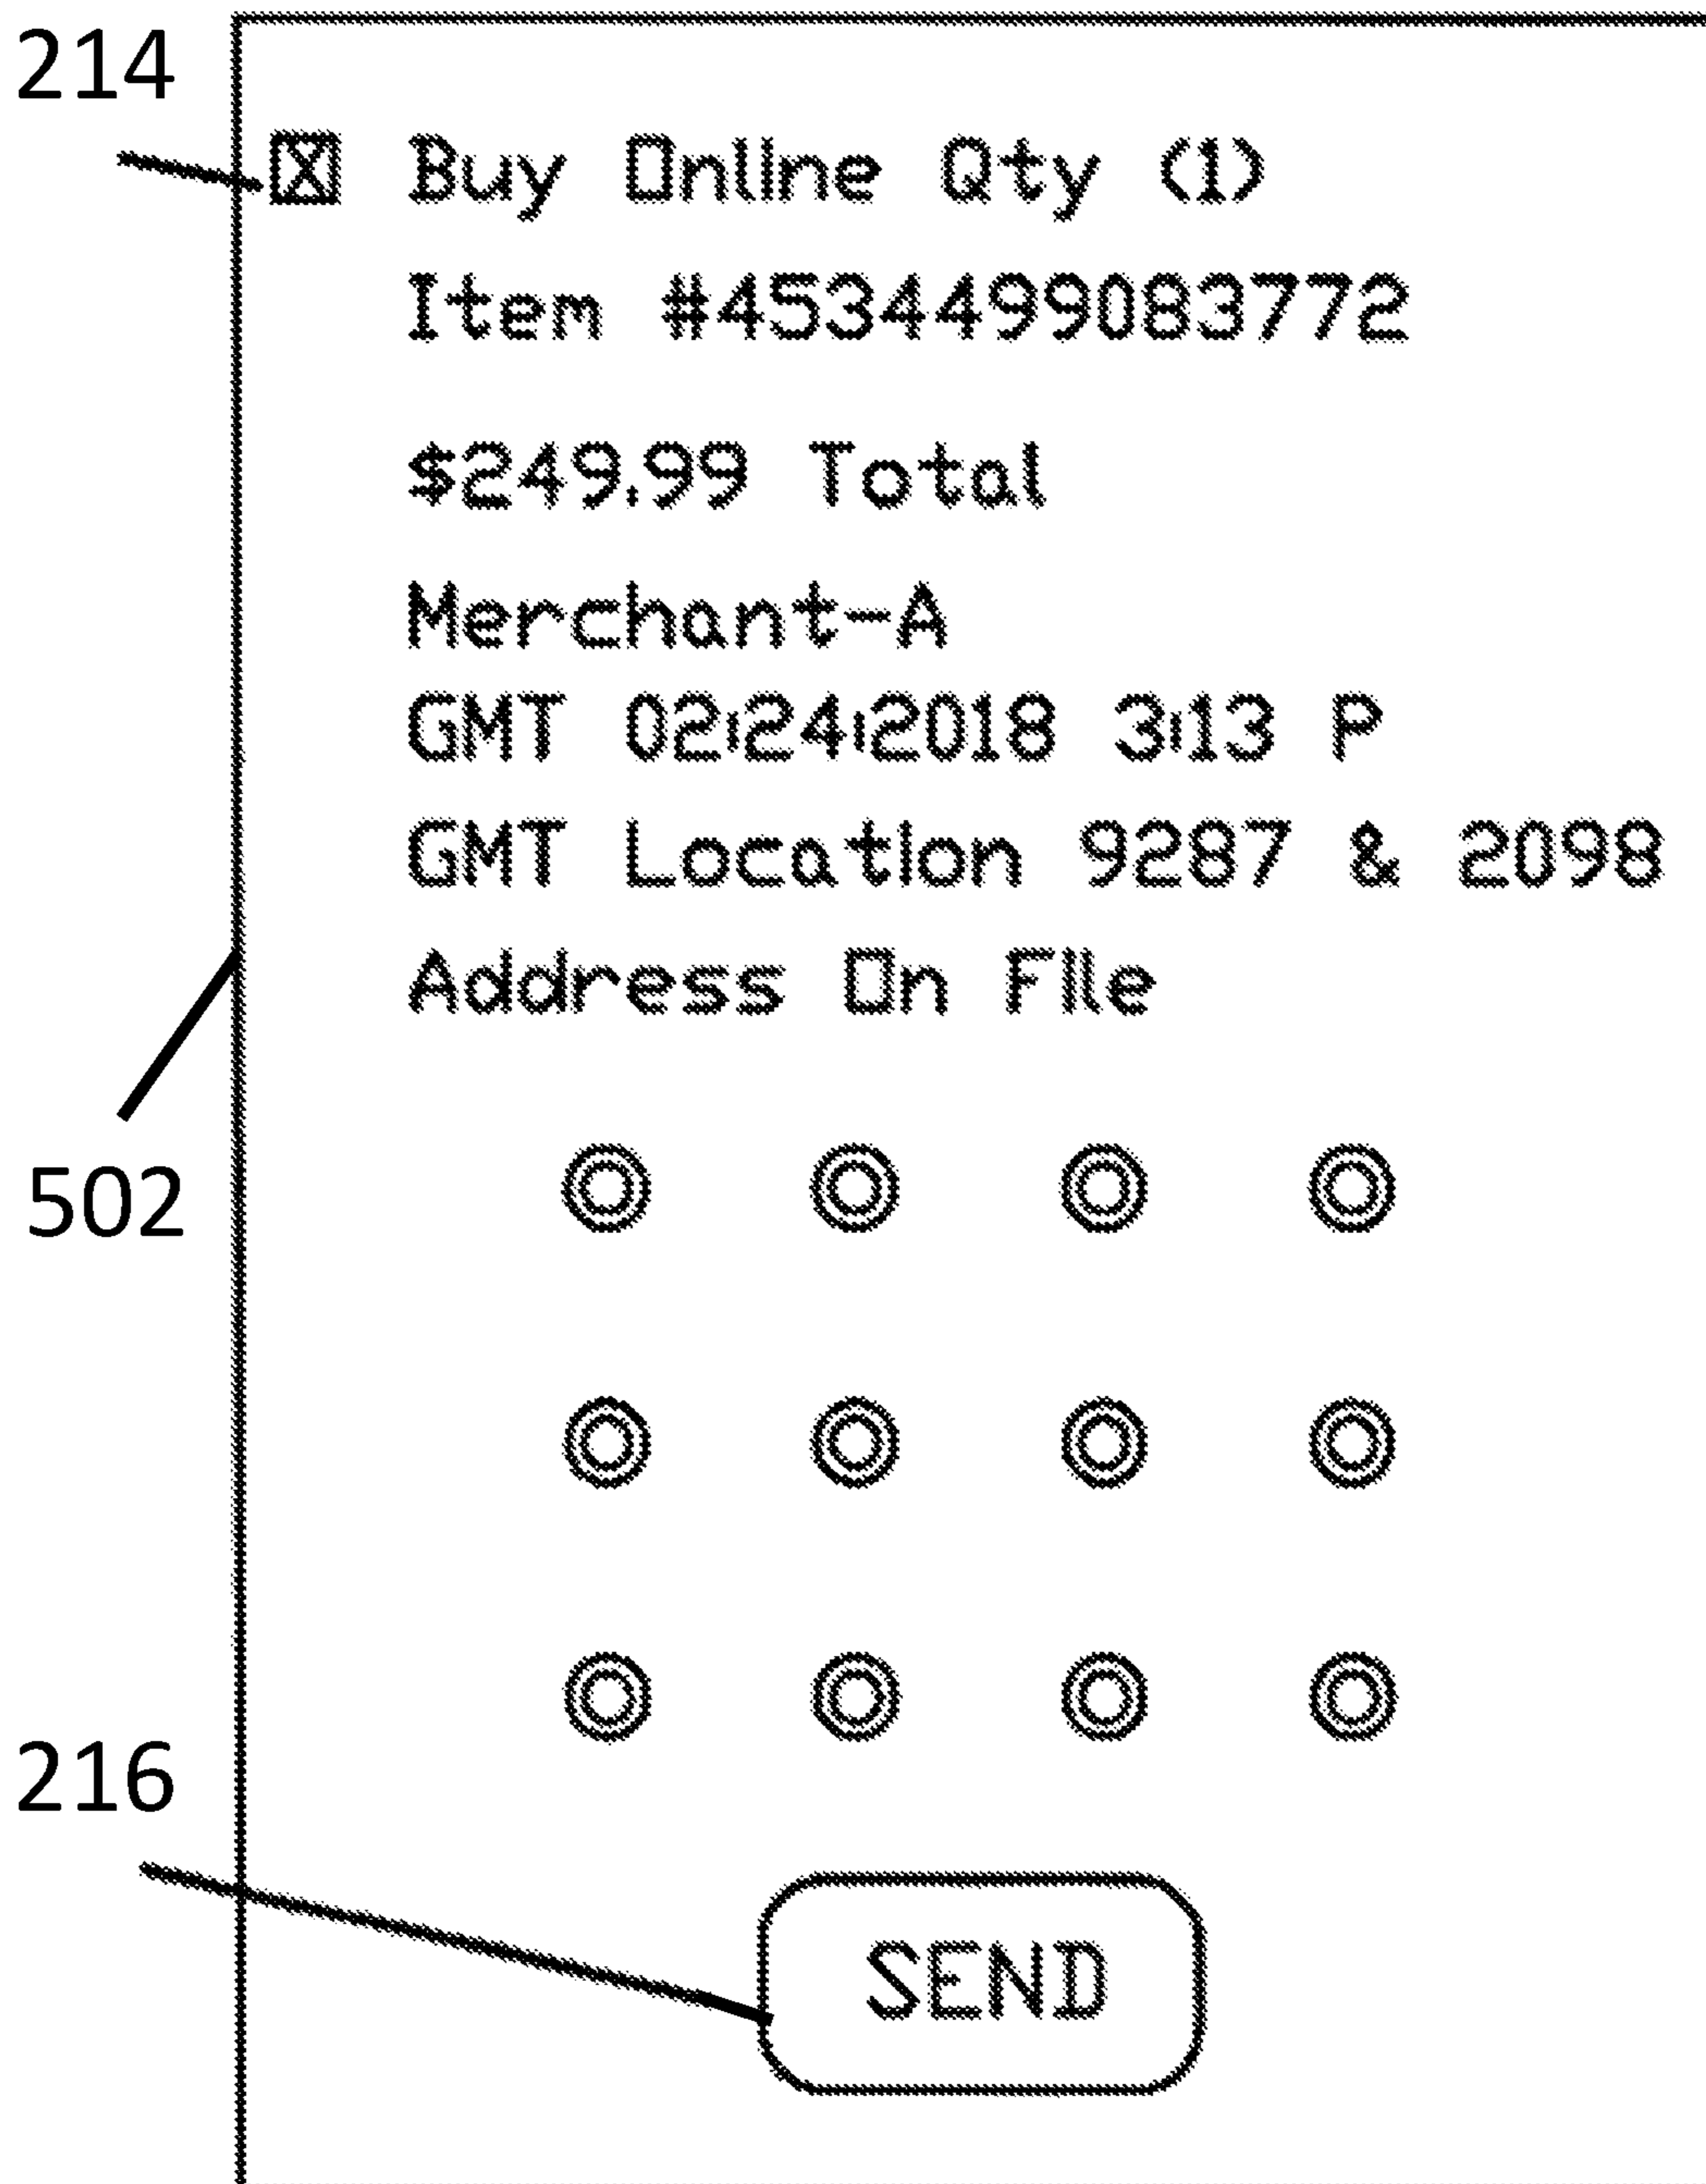 214
☒ Buy Online Qty (1)
Item #4534499083772
$249.99 Total
Merchant-A
GMT 02:24:2018 3:13 P
GMT Location 9287 & 2098
Address On File
502
216
SEND